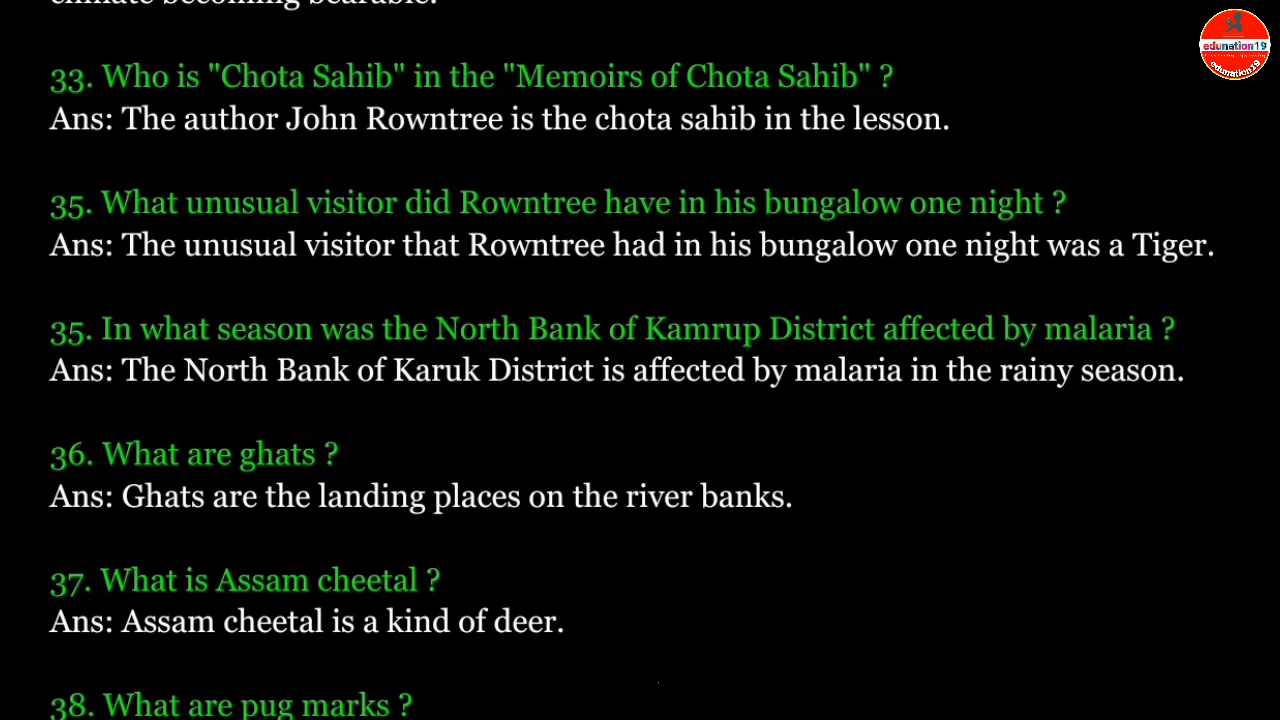 climate becoming bearable.
33. Who is "Chota Sahib" in the "Memoirs of Chota Sahib" ?
Ans: The author John Rowntree is the chota sahib in the lesson.
35. What unusual visitor did Rowntree have in his bungalow one night ?
Ans: The unusual visitor that Rowntree had in his bungalow one night was a Tiger.
35. In what season was the North Bank of Kamrup District affected by malaria ?
Ans: The North Bank of Karuk District is affected by malaria in the rainy season.
36. What are ghats ?
Ans: Ghats are the landing places on the river banks.
37. What is Assam cheetal ?
Ans: Assam cheetal is a kind of deer.
38. What are pug marks ?
edunation19
edunation19